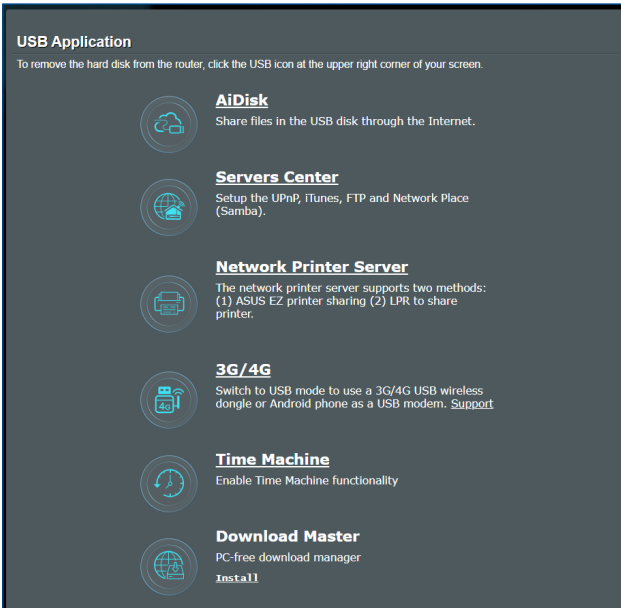 USB Application
To remove the hard disk from the router, click the USB icon at the upper right corner of your screen.
AiDisk
Share files in the USB disk through the Internet.
Servers Center
Setup the UPnP, iTunes, FTP and Network Place
(Samba).
Network Printer Server
The network printer server supports two methods:
(1) ASUS EZ printer sharing (2) LPR to share
printer.
4G
3G/4G
Switch to USB mode to use a 3G/4G USB wireless
dongle or Android phone as a USB modem. Support
Time Machine
Enable Time Machine functionality
Download Master
PC-free download manager
Install